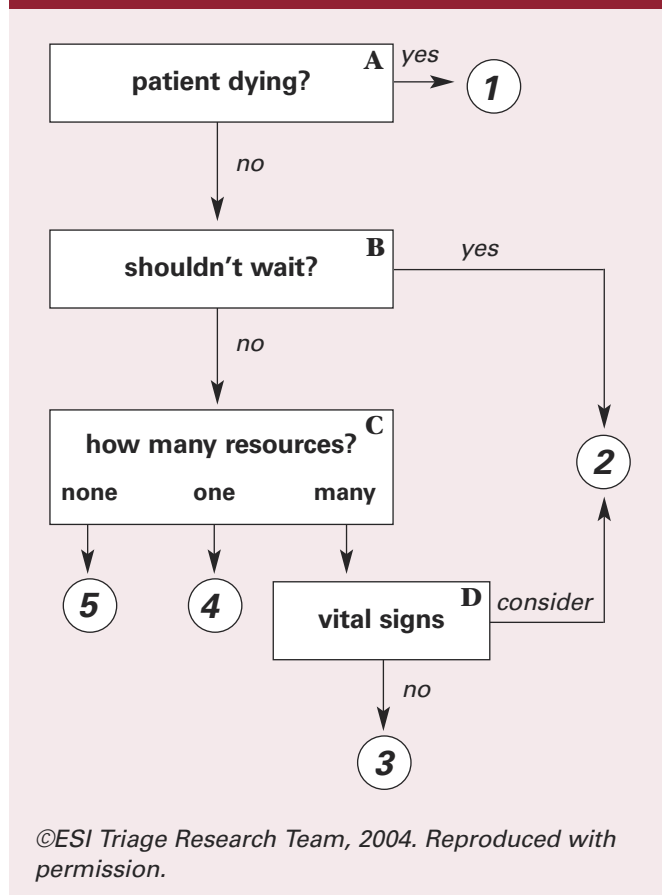 A
patient dying?
yes
1
no
B
shouldn't wait?
yes
no
C
how many resources?
none one many
2
5
4
D
vital signs
consider
no
3
©ESI Triage Research Team, 2004. Reproduced with
permission.